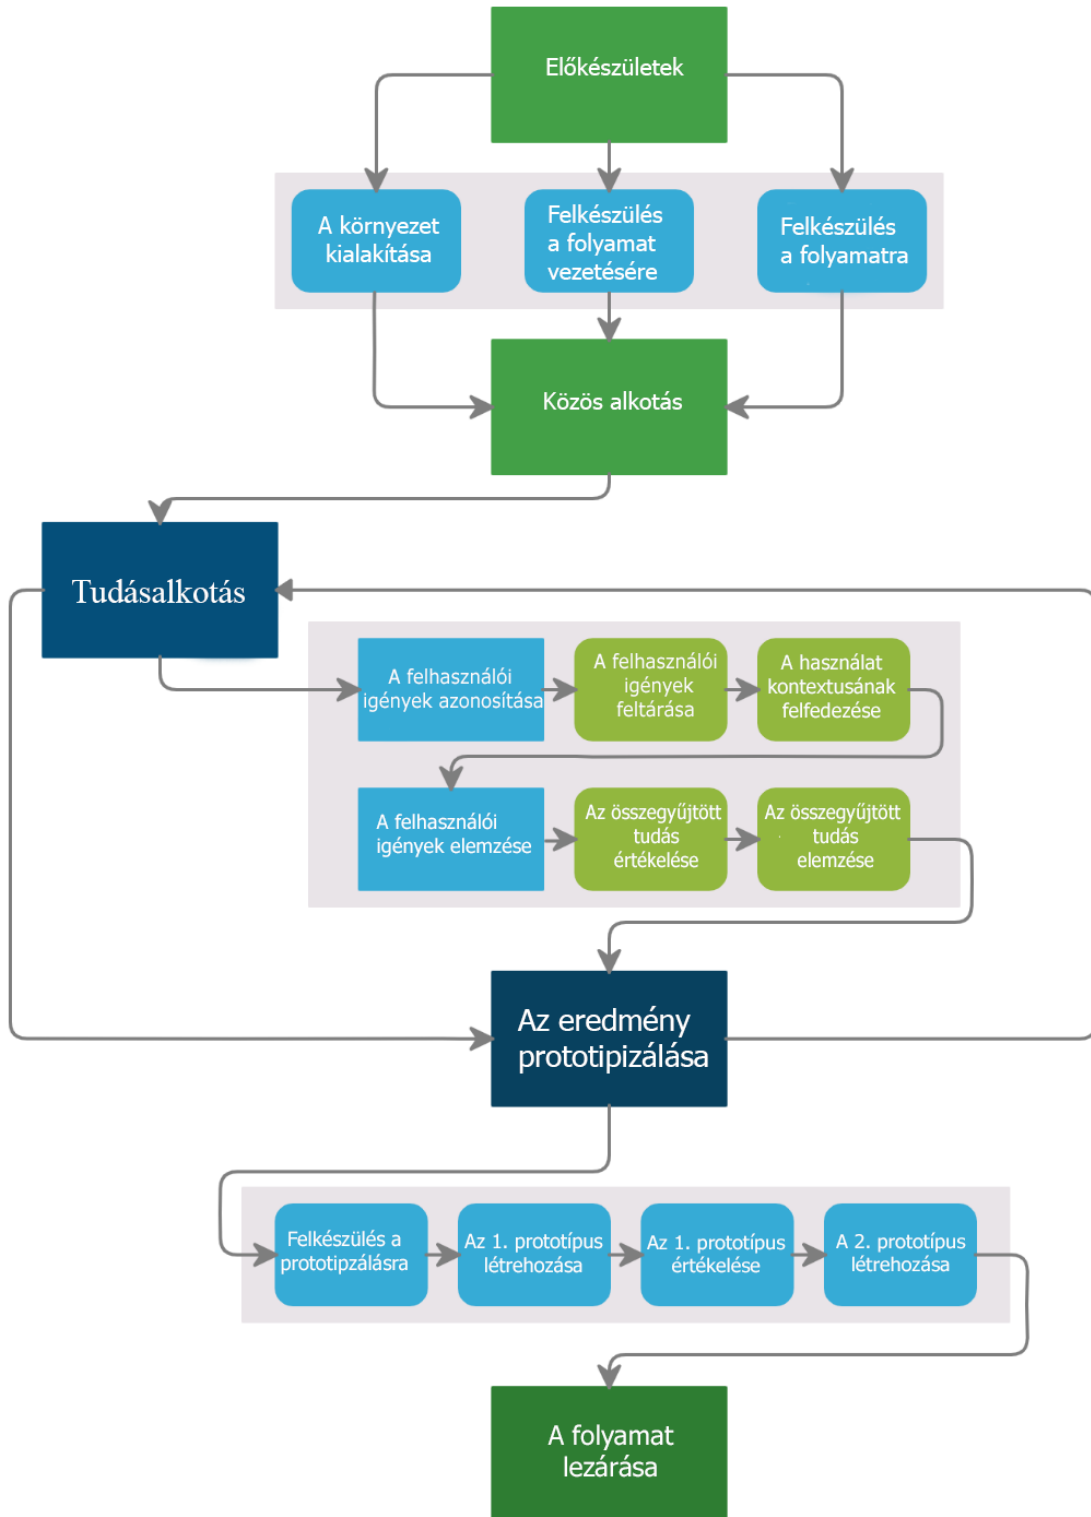 Előkészületek
A környezet
kialakítása
Felkészülés
a folyamat
vezetésére
Felkészülés
a folyamatra
Közös alkotás
Tudásalkotás
A felhasználói
igények azonosítása
A felhasználói
igények
feltárása
A használat
kontextusának
felfedezése
A felhasználói
igények elemzése
Az összegyűjtött
tudás
értékelése
Az összegyűjtött
tudás
elemzése
Az eredmény
prototipizálása
Felkészülés a
prototipzálásra
Az 1. prototípus
létrehozása
Az 1. prototípus
értékelése
A 2. prototípus
létrehozása
A folyamat
lezárása